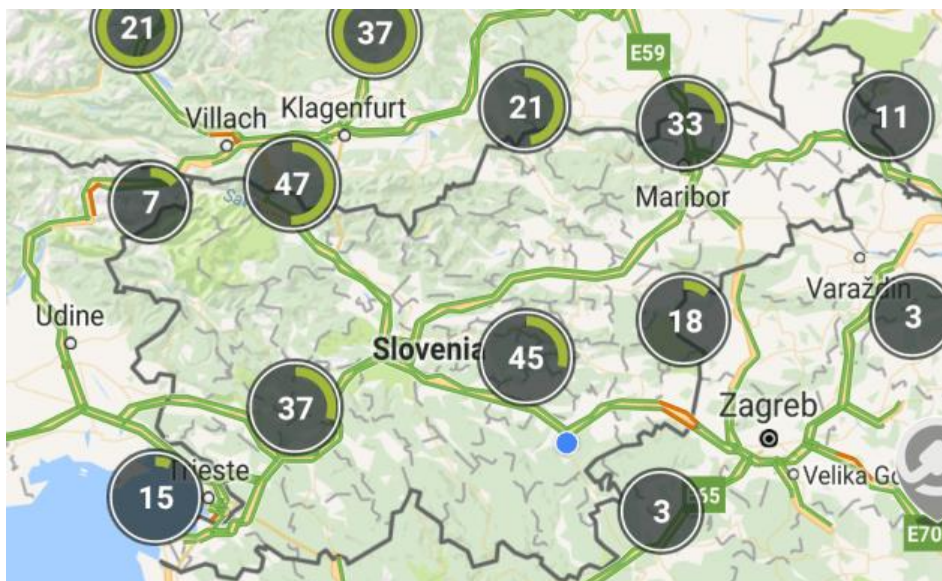 21
37
E59
21
33
11
Villach
Klagenfurt
47
7
Maribor
Varaždin
18
3
Udine
Slovenia
45
37
Zagreb
Trieste
15
Velika Go
3
E65
E70